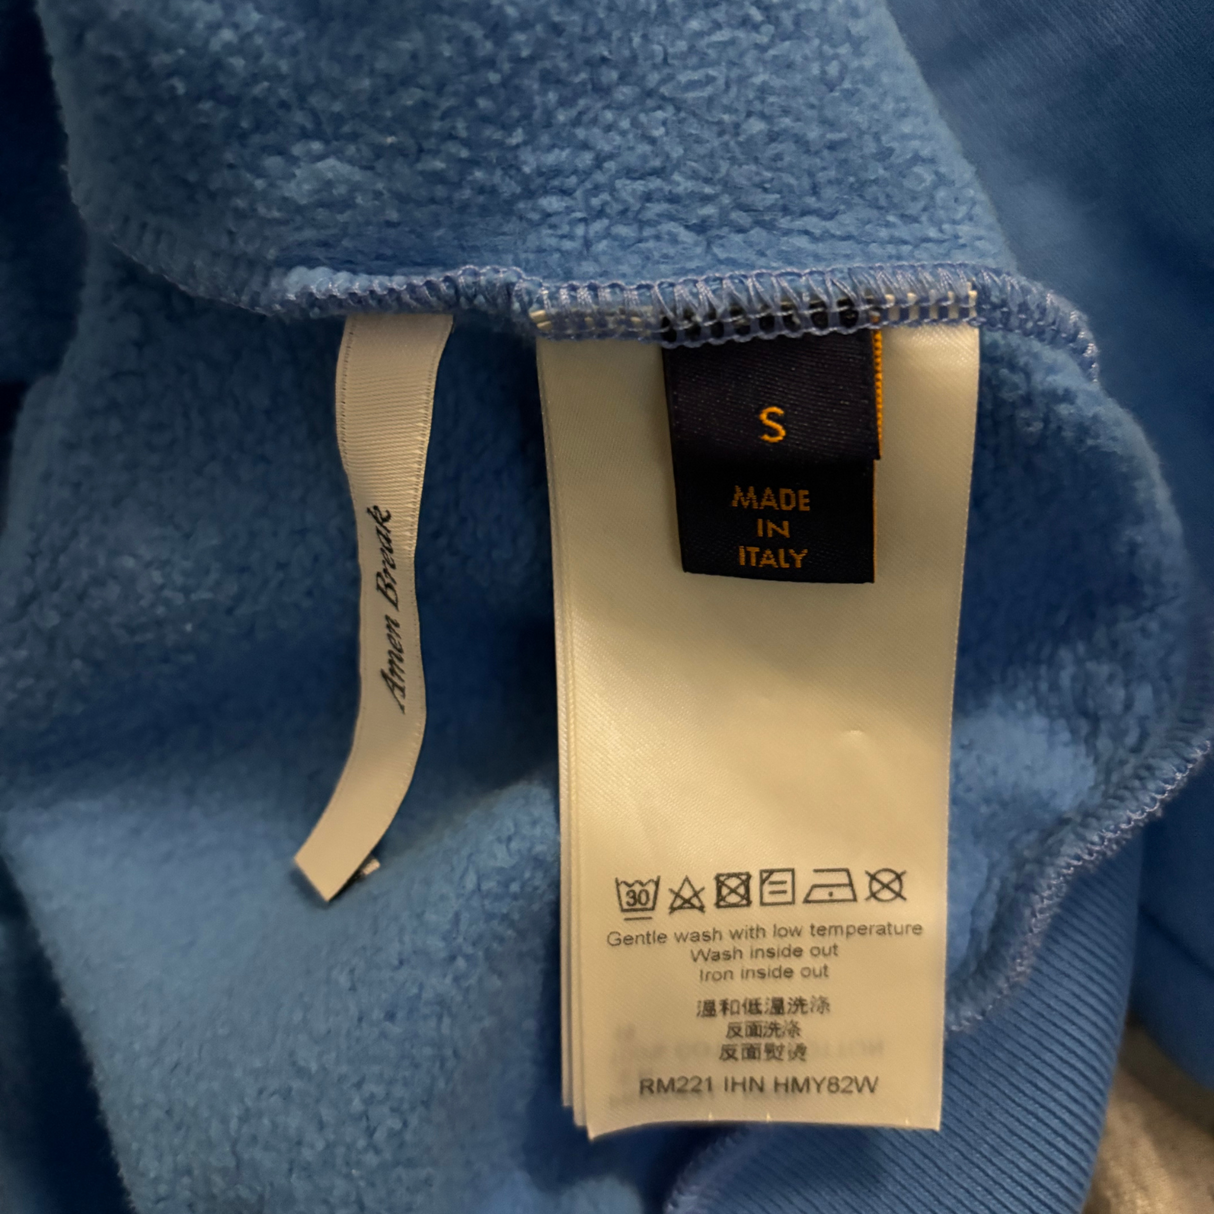 Amen Break
S
MADE
IN
ITALY
30
Gentle wash with low temperature
Wash inside out
Iron inside out
温和低温洗涤
反面洗涤
反面熨烫
RM221 IHN HMY82W